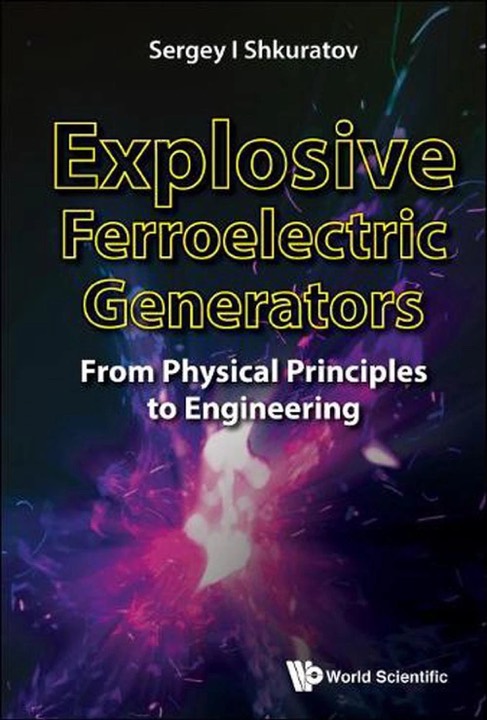 Sergey I Shkuratov
Explosive
Ferroelectric
Generators
From Physical Principles
to Engineering
World Scientific